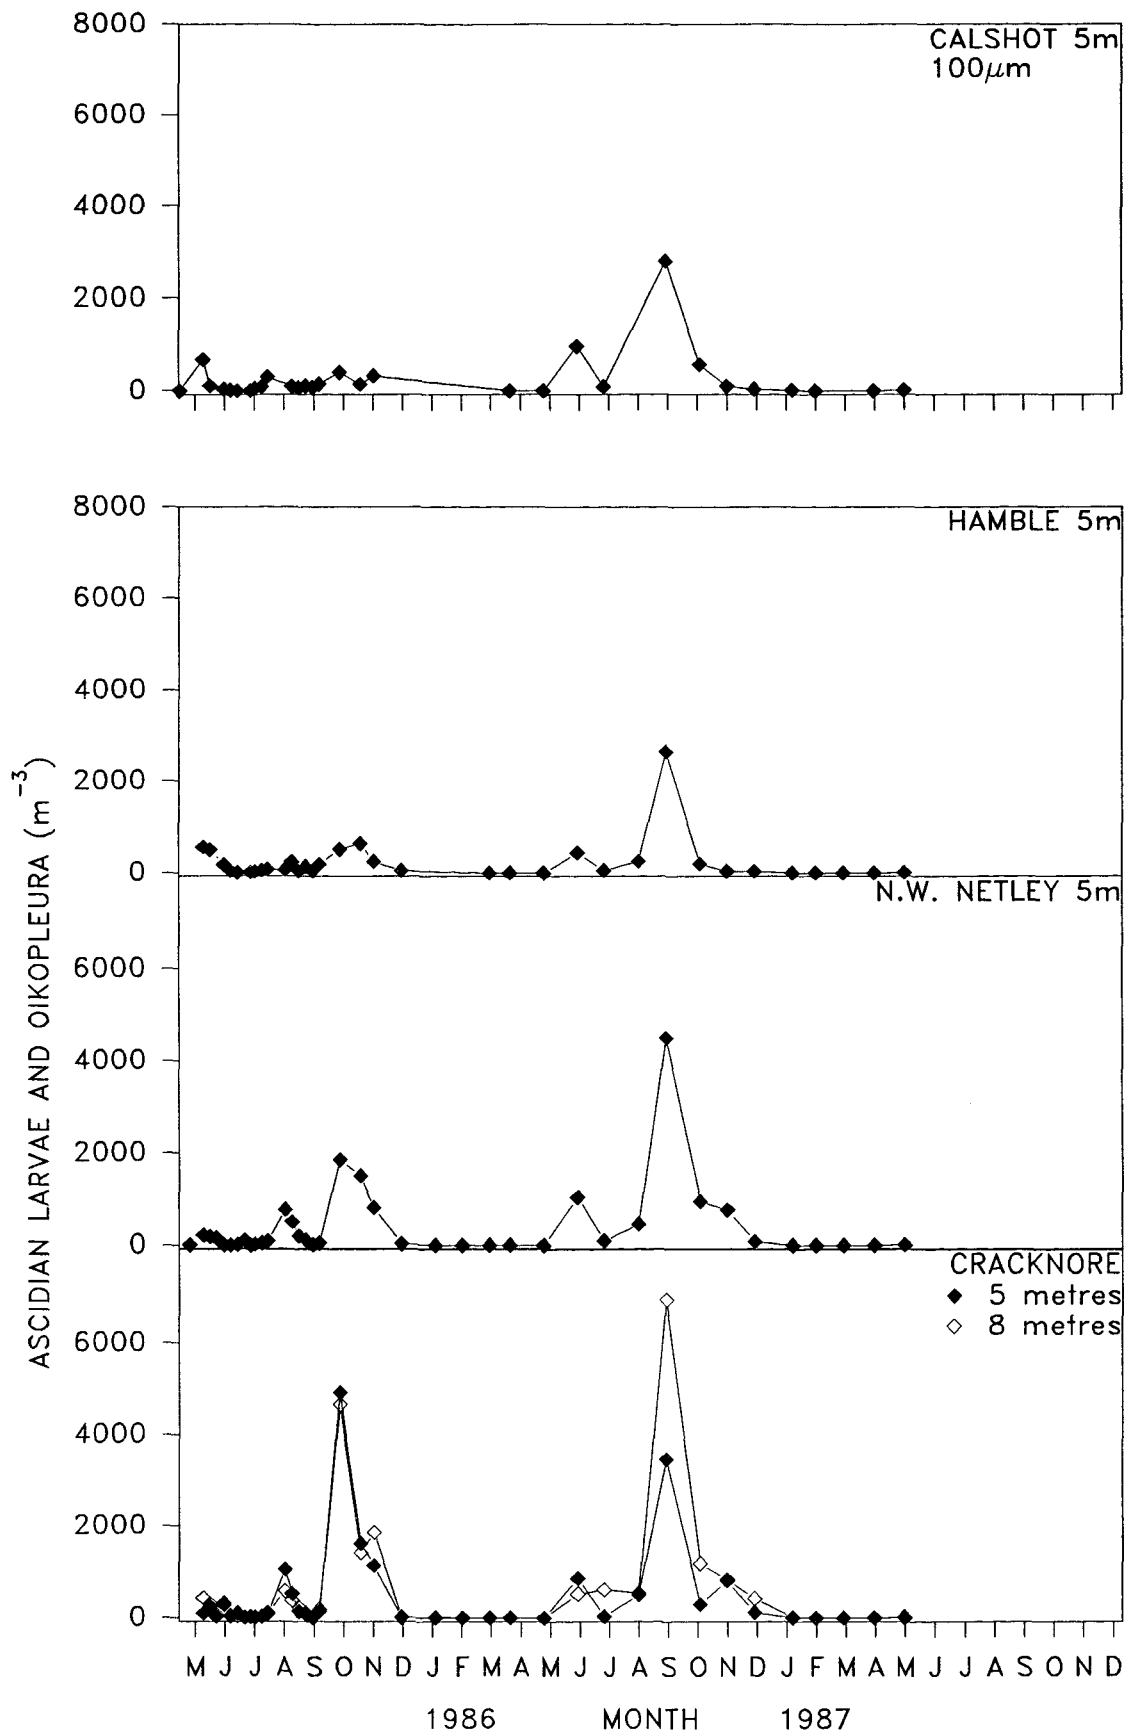 8000
CALSHOT 5m
100μm
6000
4000
2000
0
8000
HAMBLE 5m
6000
4000
2000
0
N.W. NETLEY 5m
6000
4000
2000
0
CRACKNORE
5 metres
8 metres
6000
4000
2000
0
ASCIDIAN LARVAE AND OIKOPLEURA (m⁻³)
M J J A S O N D J F M A M J J A S O N D J F M A M J J A S O N D
1986 MONTH 1987